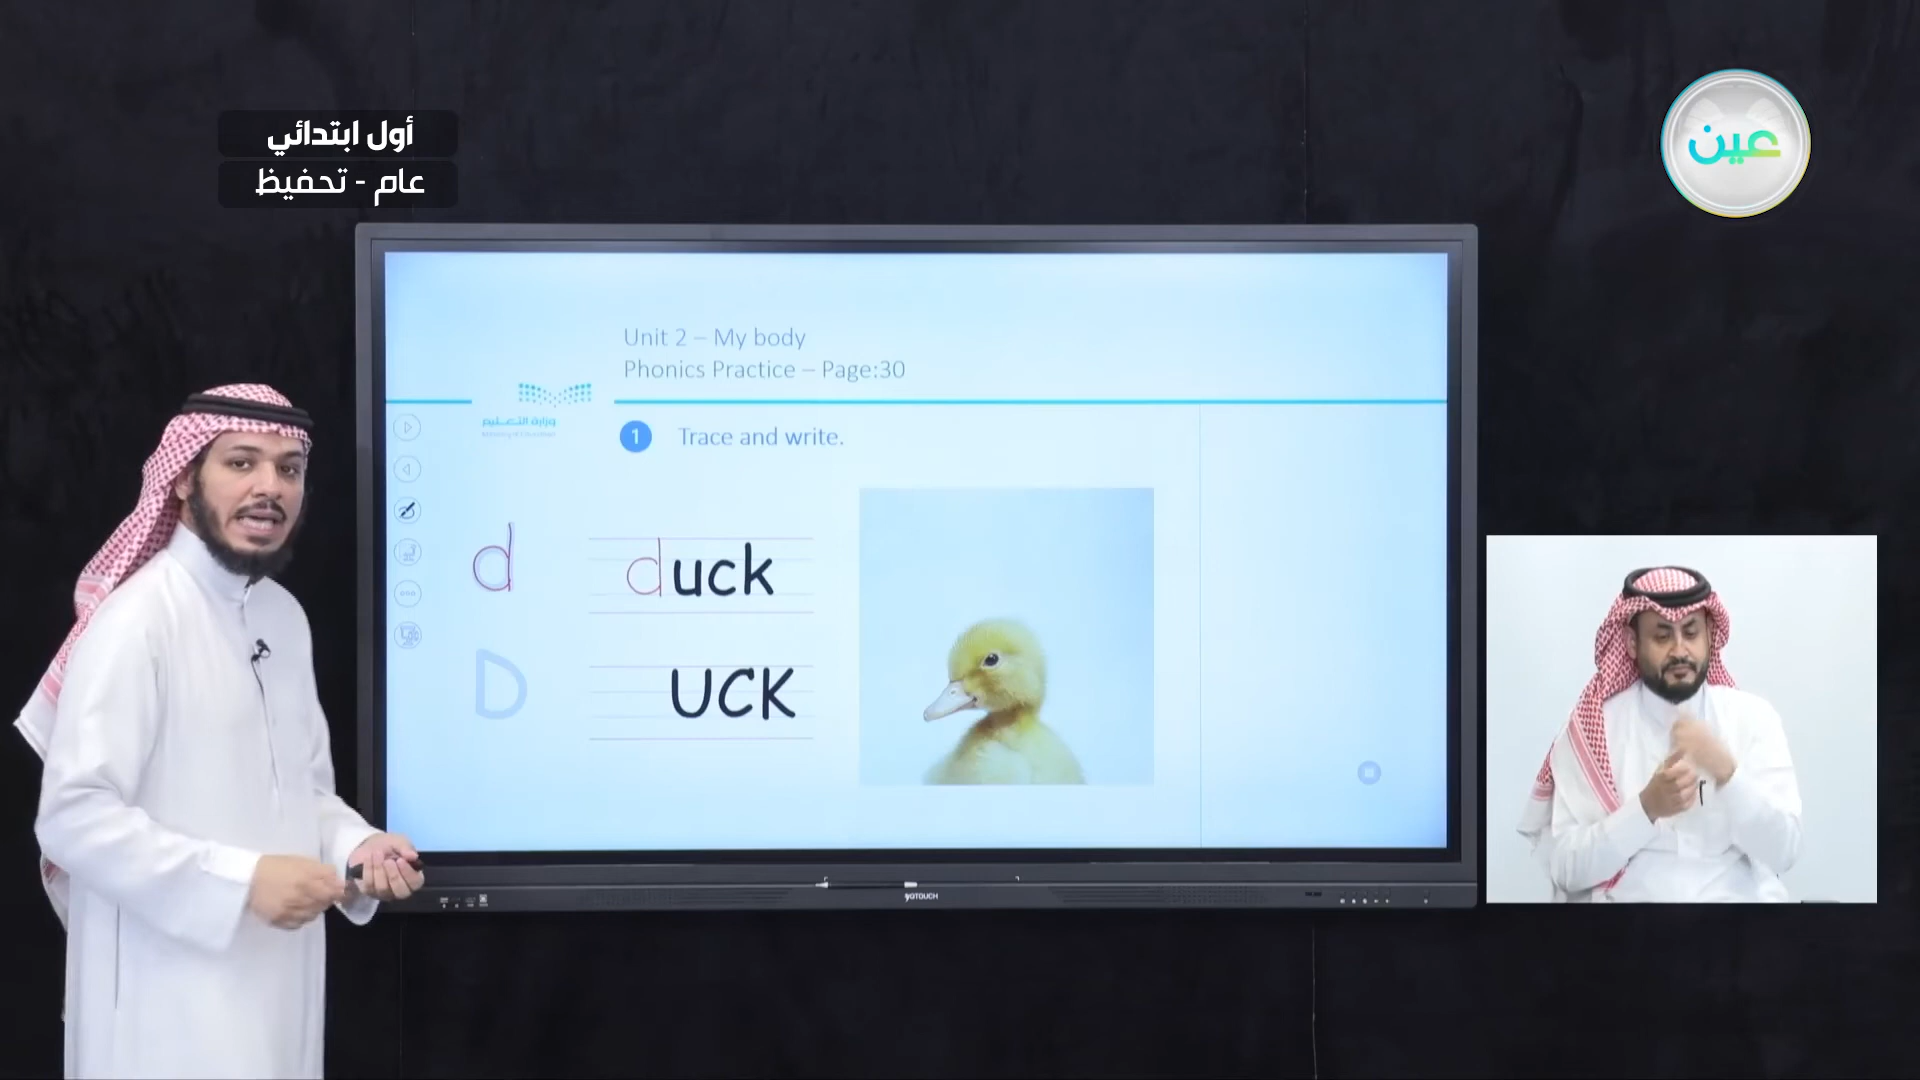 أول ابتدائي
عام - تحفيظ
عين
Unit 2 – My body
Phonics Practice – Page:30
وزارة التعليم
1 Trace and write.
d duck
D UCK